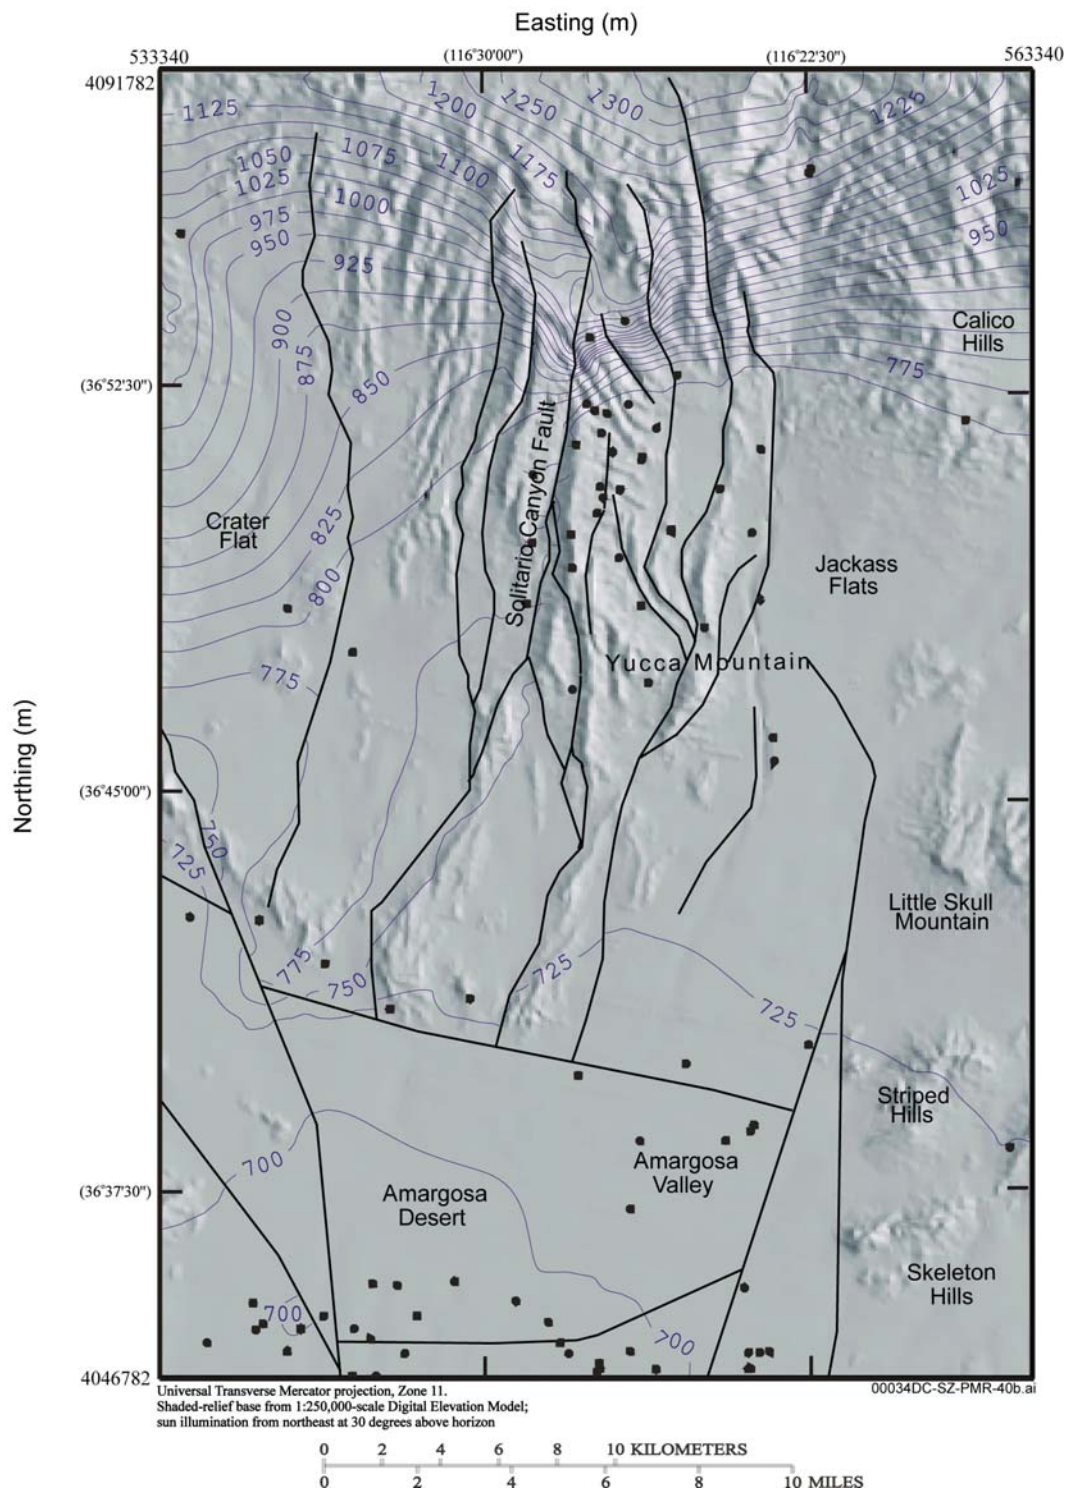 Easting (m)
533340
(116°30'00")
(116°22'30")
563340
4091782
1125
1200
1250
1300
1225
1050
1075
1175
1025
1100
1025
1000
975
950
950
925
Calico
Hills
900
775
(36°52'30")
875
850
Solitario Canyon Fault
Crater
Flat
825
Jackass
Flats
800
Yucca Mountain
775
Northing (m)
(36°45'00")
750
725
Little Skull
Mountain
775
750
725
725
Striped
Hills
700
Amargosa
Valley
(36°37'30")
Amargosa
Desert
Skeleton
Hills
700
700
4046782
Universal Transverse Mercator projection, Zone 11.
Shaded-relief base from 1:250,000-scale Digital Elevation Model;
sun illumination from northeast at 30 degrees above horizon
00034DC-SZ-PMR-40b.ai
0 2 4 6 8 10 KILOMETERS
0 2 4 6 8 10 MILES